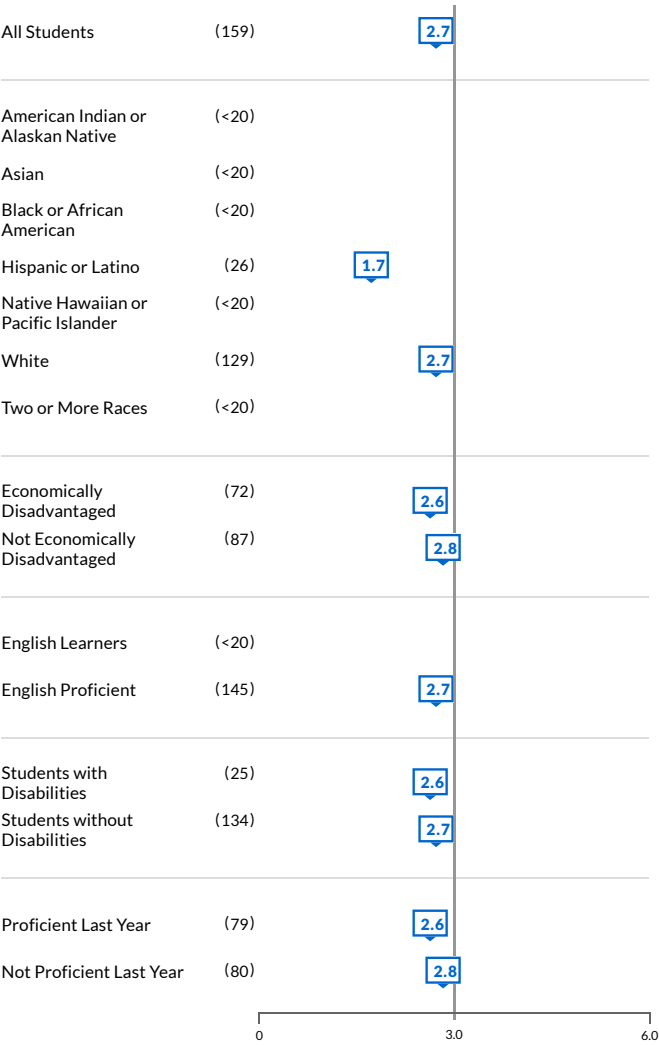 All Students (159) 2.7
American Indian or (<20)
Alaskan Native
Asian (<20)
Black or African (<20)
American
Hispanic or Latino (26) 1.7
Native Hawaiian or (<20)
Pacific Islander
White (129) 2.7
Two or More Races (<20)
Economically (72) 2.6
Disadvantaged
Not Economically (87) 2.8
Disadvantaged
English Learners (<20)
English Proficient (145) 2.7
Students with (25) 2.6
Disabilities
Students without (134) 2.7
Disabilities
Proficient Last Year (79) 2.6
Not Proficient Last Year (80) 2.8
0 3.0 6.0